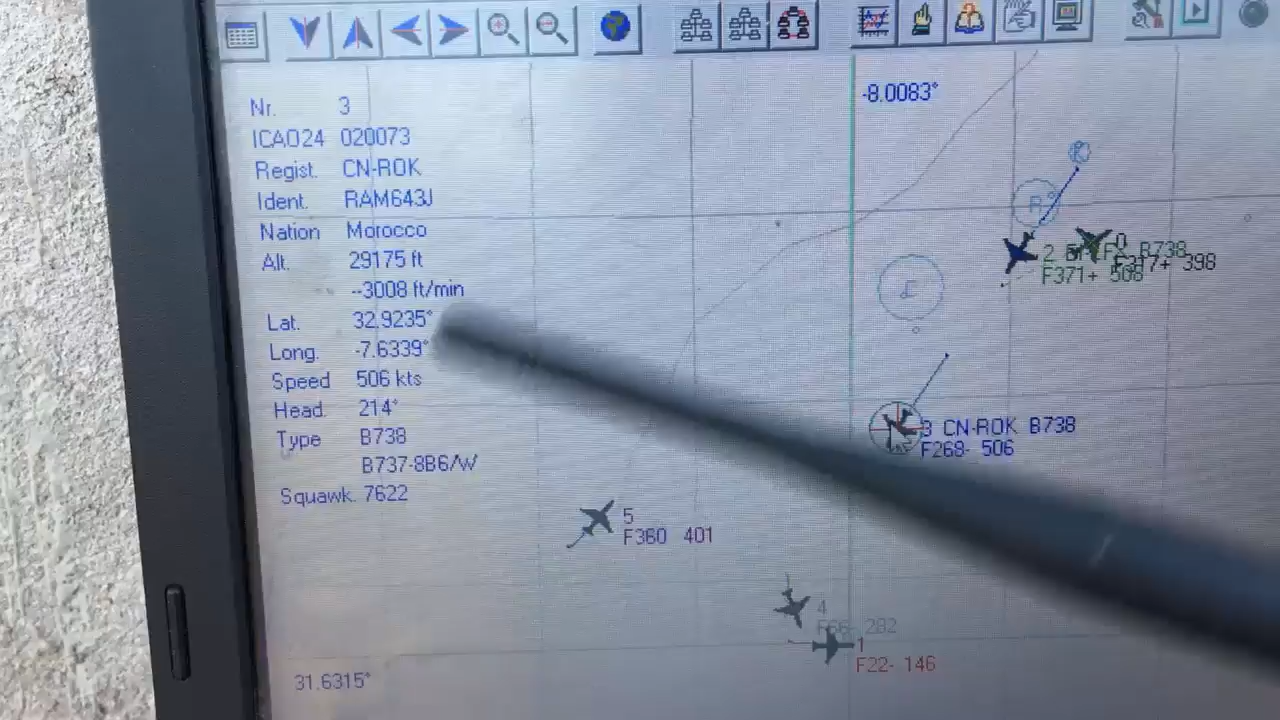 -8.0083°
Nr. 3
ICAO24 020073
Regist. CN-ROK
Ident. RAM643J
Nation Morocco
Alt. 29175 ft
--3008 ft/min
Lat. 32.9235°
Long. -7.6339°
Speed 506 kts
Head. 214°
Type B738
B737-8B6/W
Squawk. 7622
R
E
2 B738
F371+
398
3 CN-ROK B738
F268- 506
5
F360 401
4
282
1
F22- 146
31.6315°